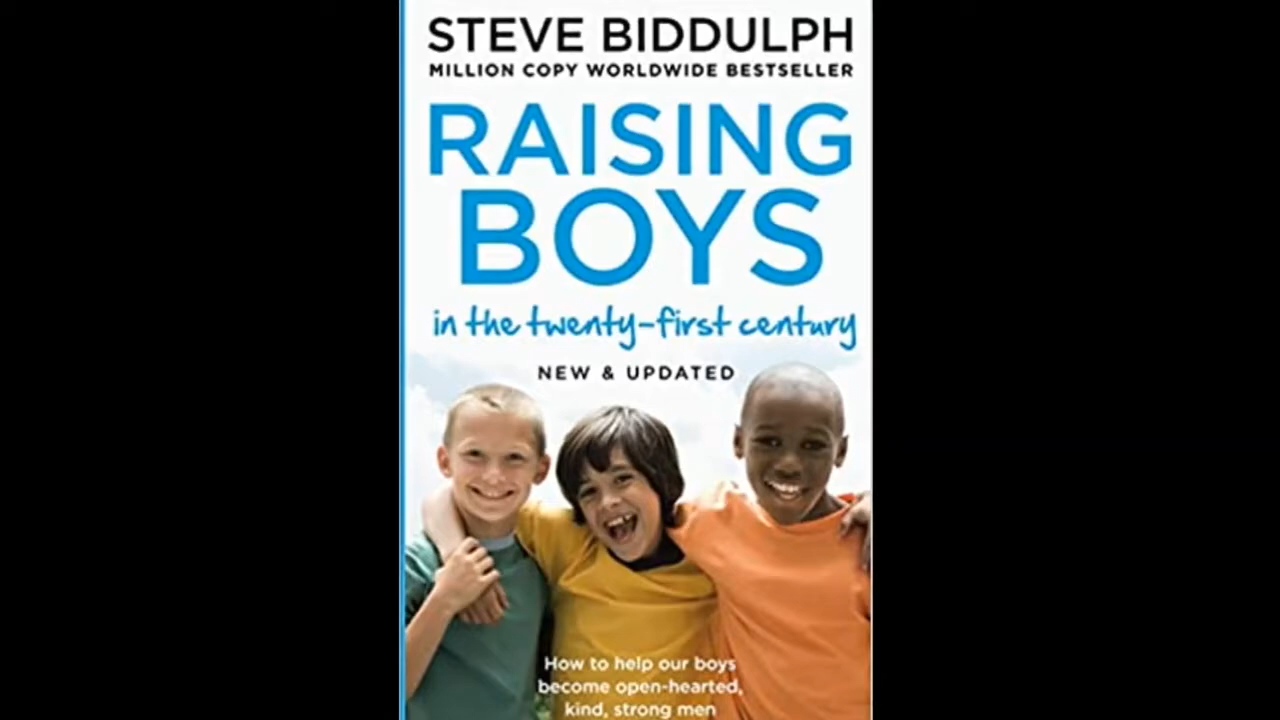 STEVE BIDDULPH
MILLION COPY WORLDWIDE BESTSELLER
RAISING
BOYS
in the twenty-first century
NEW & UPDATED
How to help our boys
become open-hearted,
kind, strong men